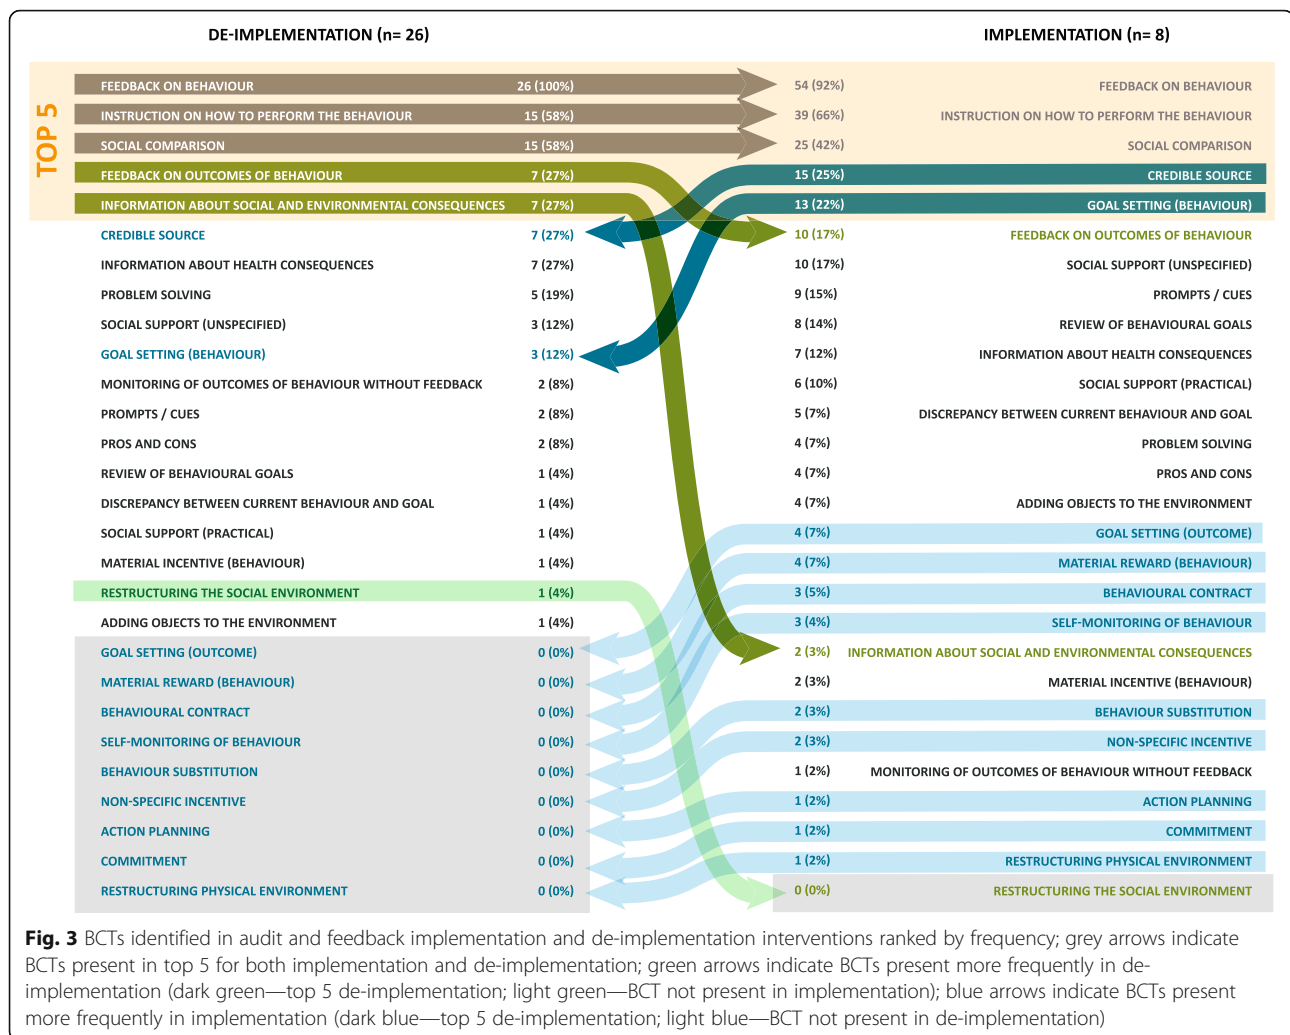 DE-IMPLEMENTATION (n= 26) IMPLEMENTATION (n= 8)
TOP 5
FEEDBACK ON BEHAVIOUR 26 (100%) 54 (92%) FEEDBACK ON BEHAVIOUR
INSTRUCTION ON HOW TO PERFORM THE BEHAVIOUR 15 (58%) 39 (66%) INSTRUCTION ON HOW TO PERFORM THE BEHAVIOUR
SOCIAL COMPARISON 15 (58%) 25 (42%) SOCIAL COMPARISON
FEEDBACK ON OUTCOMES OF BEHAVIOUR 7 (27%) 15 (25%) CREDIBLE SOURCE
INFORMATION ABOUT SOCIAL AND ENVIRONMENTAL CONSEQUENCES 7 (27%) 13 (22%) GOAL SETTING (BEHAVIOUR)
CREDIBLE SOURCE 7 (27%) 10 (17%) FEEDBACK ON OUTCOMES OF BEHAVIOUR
INFORMATION ABOUT HEALTH CONSEQUENCES 7 (27%) 10 (17%) SOCIAL SUPPORT (UNSPECIFIED)
PROBLEM SOLVING 5 (19%) 9 (15%) PROMPTS / CUES
SOCIAL SUPPORT (UNSPECIFIED) 3 (12%) 8 (14%) REVIEW OF BEHAVIOURAL GOALS
GOAL SETTING (BEHAVIOUR) 3 (12%) 7 (12%) INFORMATION ABOUT HEALTH CONSEQUENCES
MONITORING OF OUTCOMES OF BEHAVIOUR WITHOUT FEEDBACK 2 (8%) 6 (10%) SOCIAL SUPPORT (PRACTICAL)
PROMPTS / CUES 2 (8%) 5 (7%) DISCREPANCY BETWEEN CURRENT BEHAVIOUR AND GOAL
PROS AND CONS 2 (8%) 4 (7%) PROBLEM SOLVING
REVIEW OF BEHAVIOURAL GOALS 1 (4%) 4 (7%) PROS AND CONS
DISCREPANCY BETWEEN CURRENT BEHAVIOUR AND GOAL 1 (4%) 4 (7%) ADDING OBJECTS TO THE ENVIRONMENT
SOCIAL SUPPORT (PRACTICAL) 1 (4%) 4 (7%) GOAL SETTING (OUTCOME)
MATERIAL INCENTIVE (BEHAVIOUR) 1 (4%) 4 (7%) MATERIAL REWARD (BEHAVIOUR)
RESTRUCTURING THE SOCIAL ENVIRONMENT 1 (4%) 3 (5%) BEHAVIOURAL CONTRACT
ADDING OBJECTS TO THE ENVIRONMENT 1 (4%) 3 (4%) SELF-MONITORING OF BEHAVIOUR
GOAL SETTING (OUTCOME) 0 (0%) 2 (3%) INFORMATION ABOUT SOCIAL AND ENVIRONMENTAL CONSEQUENCES
MATERIAL REWARD (BEHAVIOUR) 0 (0%) 2 (3%) MATERIAL INCENTIVE (BEHAVIOUR)
BEHAVIOURAL CONTRACT 0 (0%) 2 (3%) BEHAVIOUR SUBSTITUTION
SELF-MONITORING OF BEHAVIOUR 0 (0%) 2 (3%) NON-SPECIFIC INCENTIVE
BEHAVIOUR SUBSTITUTION 0 (0%) 1 (2%) MONITORING OF OUTCOMES OF BEHAVIOUR WITHOUT FEEDBACK
NON-SPECIFIC INCENTIVE 0 (0%) 1 (2%) ACTION PLANNING
ACTION PLANNING 0 (0%) 1 (2%) COMMITMENT
COMMITMENT 0 (0%) 1 (2%) RESTRUCTURING PHYSICAL ENVIRONMENT
RESTRUCTURING PHYSICAL ENVIRONMENT 0 (0%) 0 (0%) RESTRUCTURING THE SOCIAL ENVIRONMENT
Fig. 3 BCTs identified in audit and feedback implementation and de-implementation interventions ranked by frequency; grey arrows indicate
BCTs present in top 5 for both implementation and de-implementation; green arrows indicate BCTs present more frequently in de-
implementation (dark green—top 5 de-implementation; light green—BCT not present in implementation); blue arrows indicate BCTs present
more frequently in implementation (dark blue—top 5 de-implementation; light blue—BCT not present in de-implementation)